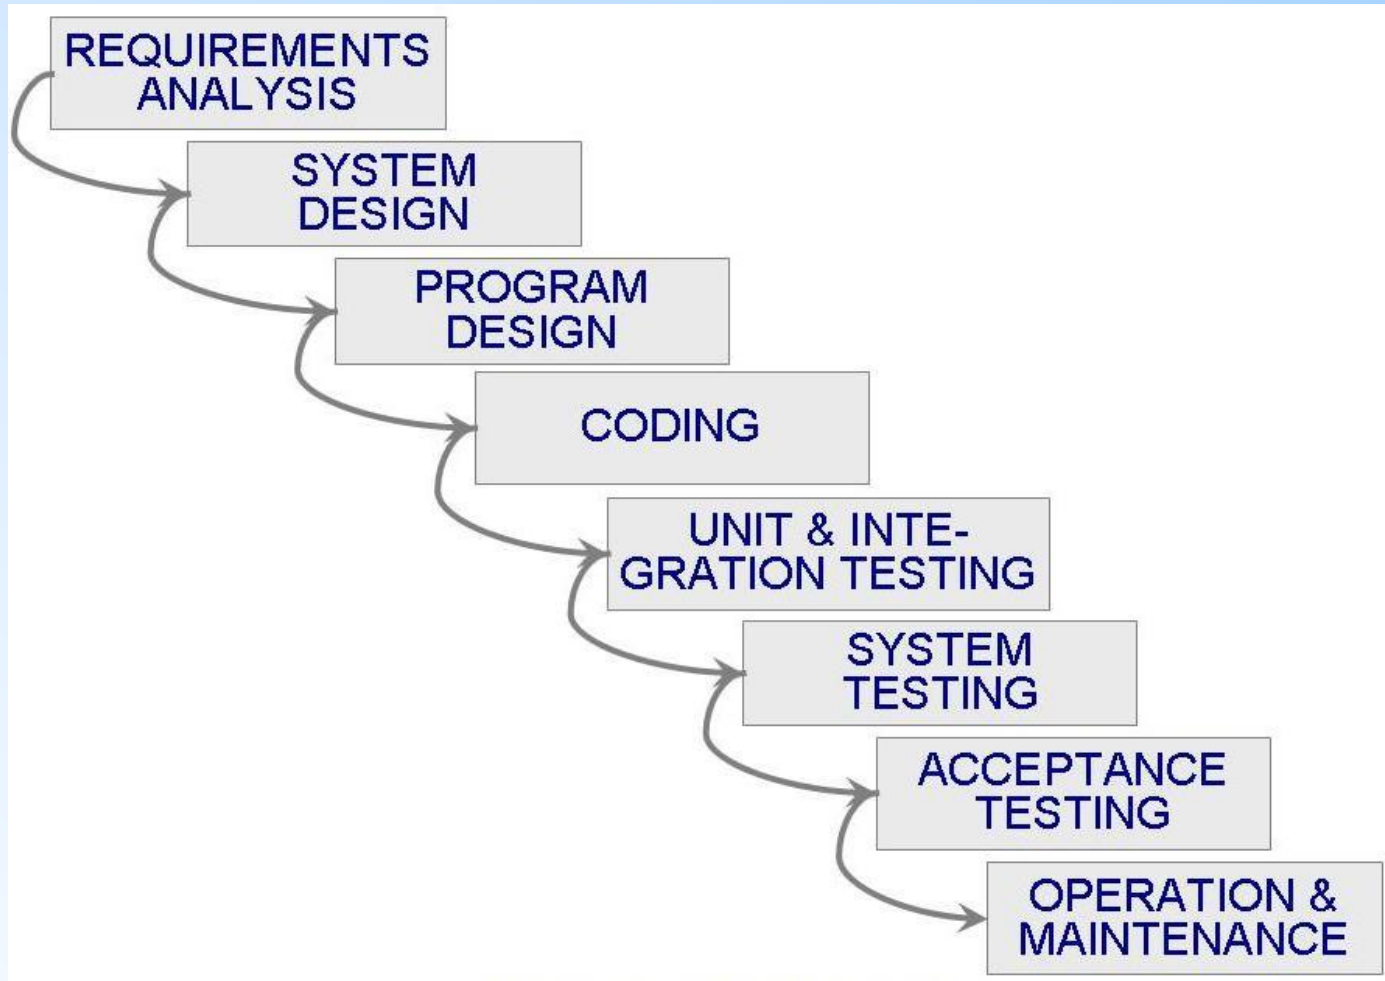 REQUIREMENTS
ANALYSIS
SYSTEM
DESIGN
PROGRAM
DESIGN
CODING
UNIT & INTE-
GRATION TESTING
SYSTEM
TESTING
ACCEPTANCE
TESTING
OPERATION &
MAINTENANCE